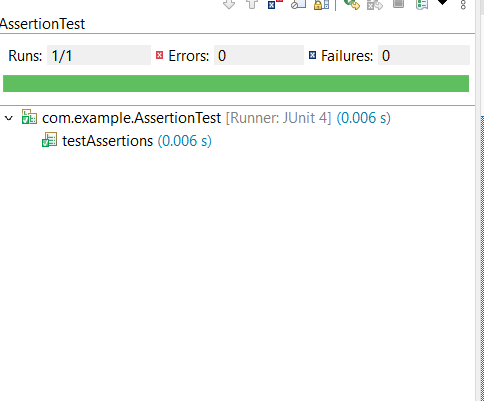 AssertionTest
Runs: 1/1 Errors: 0 Failures: 0
com.example.AssertionTest [Runner: JUnit 4] (0.006 s)
testAssertions (0.006 s)